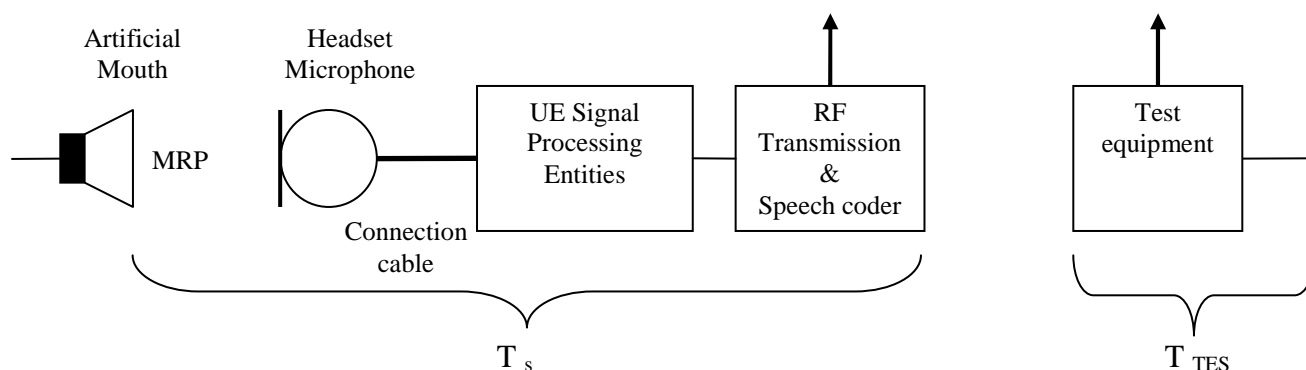 Artificial
Mouth
MRP
Headset
Microphone
Connection
cable
UE Signal
Processing
Entities
RF
Transmission
&
Speech coder
Test
equipment
T s
T TES